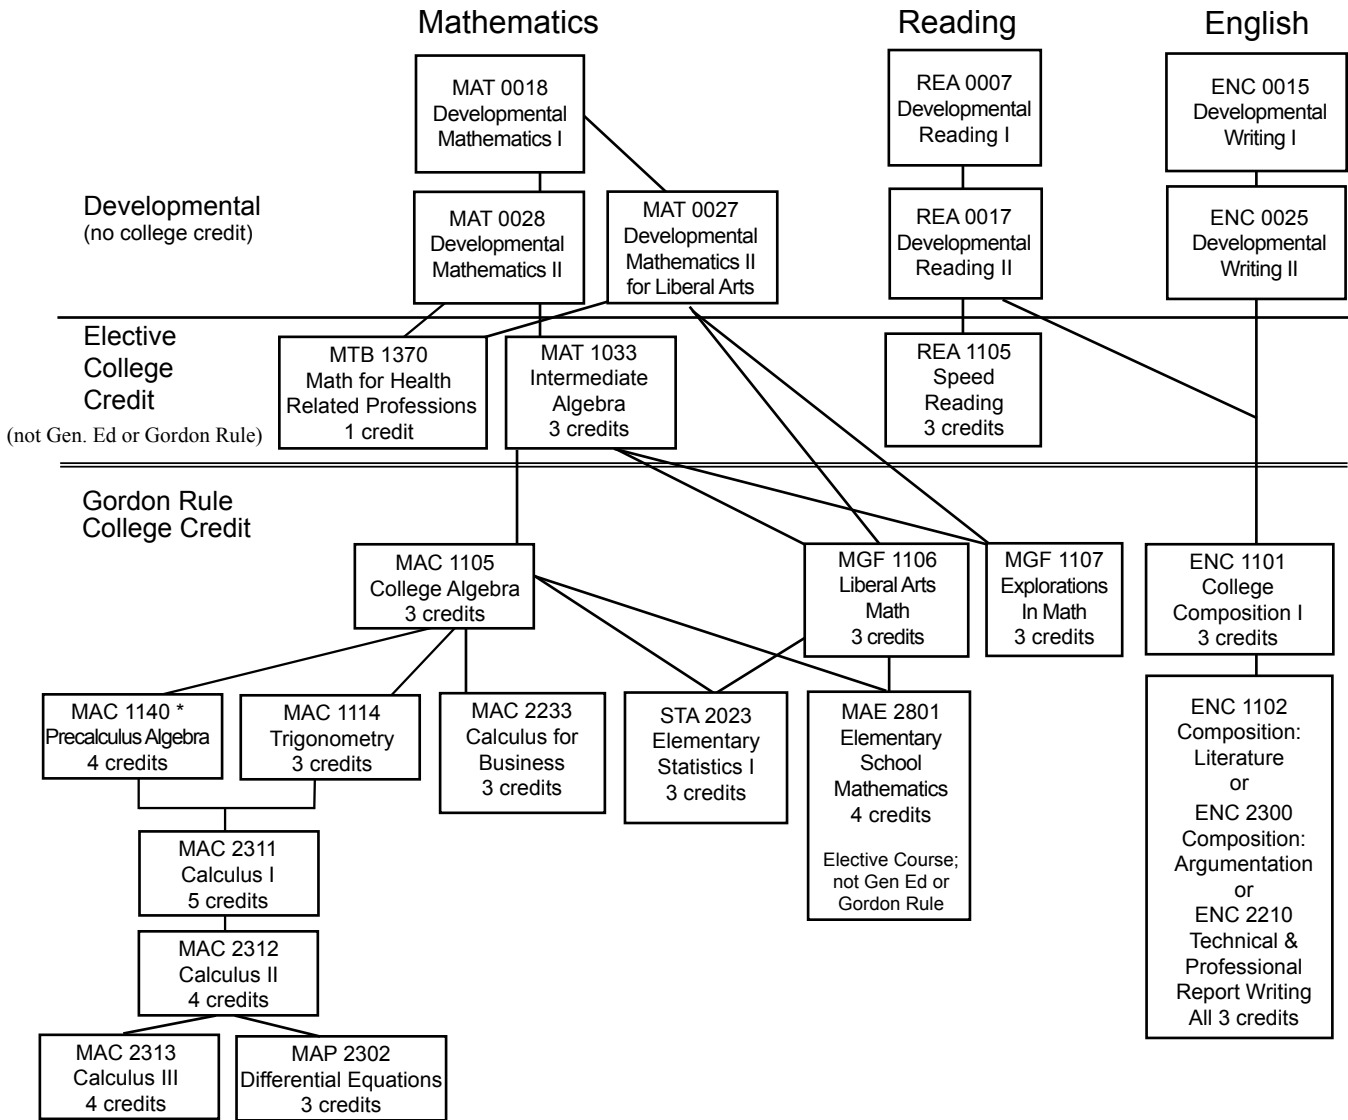 Mathematics
Reading
English
MAT 0018
Developmental
Mathematics I
REA 0007
Developmental
Reading I
ENC 0015
Developmental
Writing I
Developmental
(no college credit)
MAT 0028
Developmental
Mathematics II
MAT 0027
Developmental
Mathematics II
for Liberal Arts
REA 0017
Developmental
Reading II
ENC 0025
Developmental
Writing II
Elective
College
Credit
(not Gen. Ed or Gordon Rule)
MTB 1370
Math for Health
Related Professions
1 credit
MAT 1033
Intermediate
Algebra
3 credits
REA 1105
Speed
Reading
3 credits
Gordon Rule
College Credit
MAC 1105
College Algebra
3 credits
MGF 1106
Liberal Arts
Math
3 credits
MGF 1107
Explorations
In Math
3 credits
ENC 1101
College
Composition I
3 credits
MAC 1140 *
Precalculus Algebra
4 credits
MAC 1114
Trigonometry
3 credits
MAC 2233
Calculus for
Business
3 credits
STA 2023
Elementary
Statistics I
3 credits
MAE 2801
Elementary
School
Mathematics
4 credits
Elective Course;
not Gen Ed or
Gordon Rule
ENC 1102
Composition:
Literature
or
ENC 2300
Composition:
Argumentation
or
ENC 2210
Technical &
Professional
Report Writing
All 3 credits
MAC 2311
Calculus I
5 credits
MAC 2312
Calculus II
4 credits
MAC 2313
Calculus III
4 credits
MAP 2302
Differential Equations
3 credits